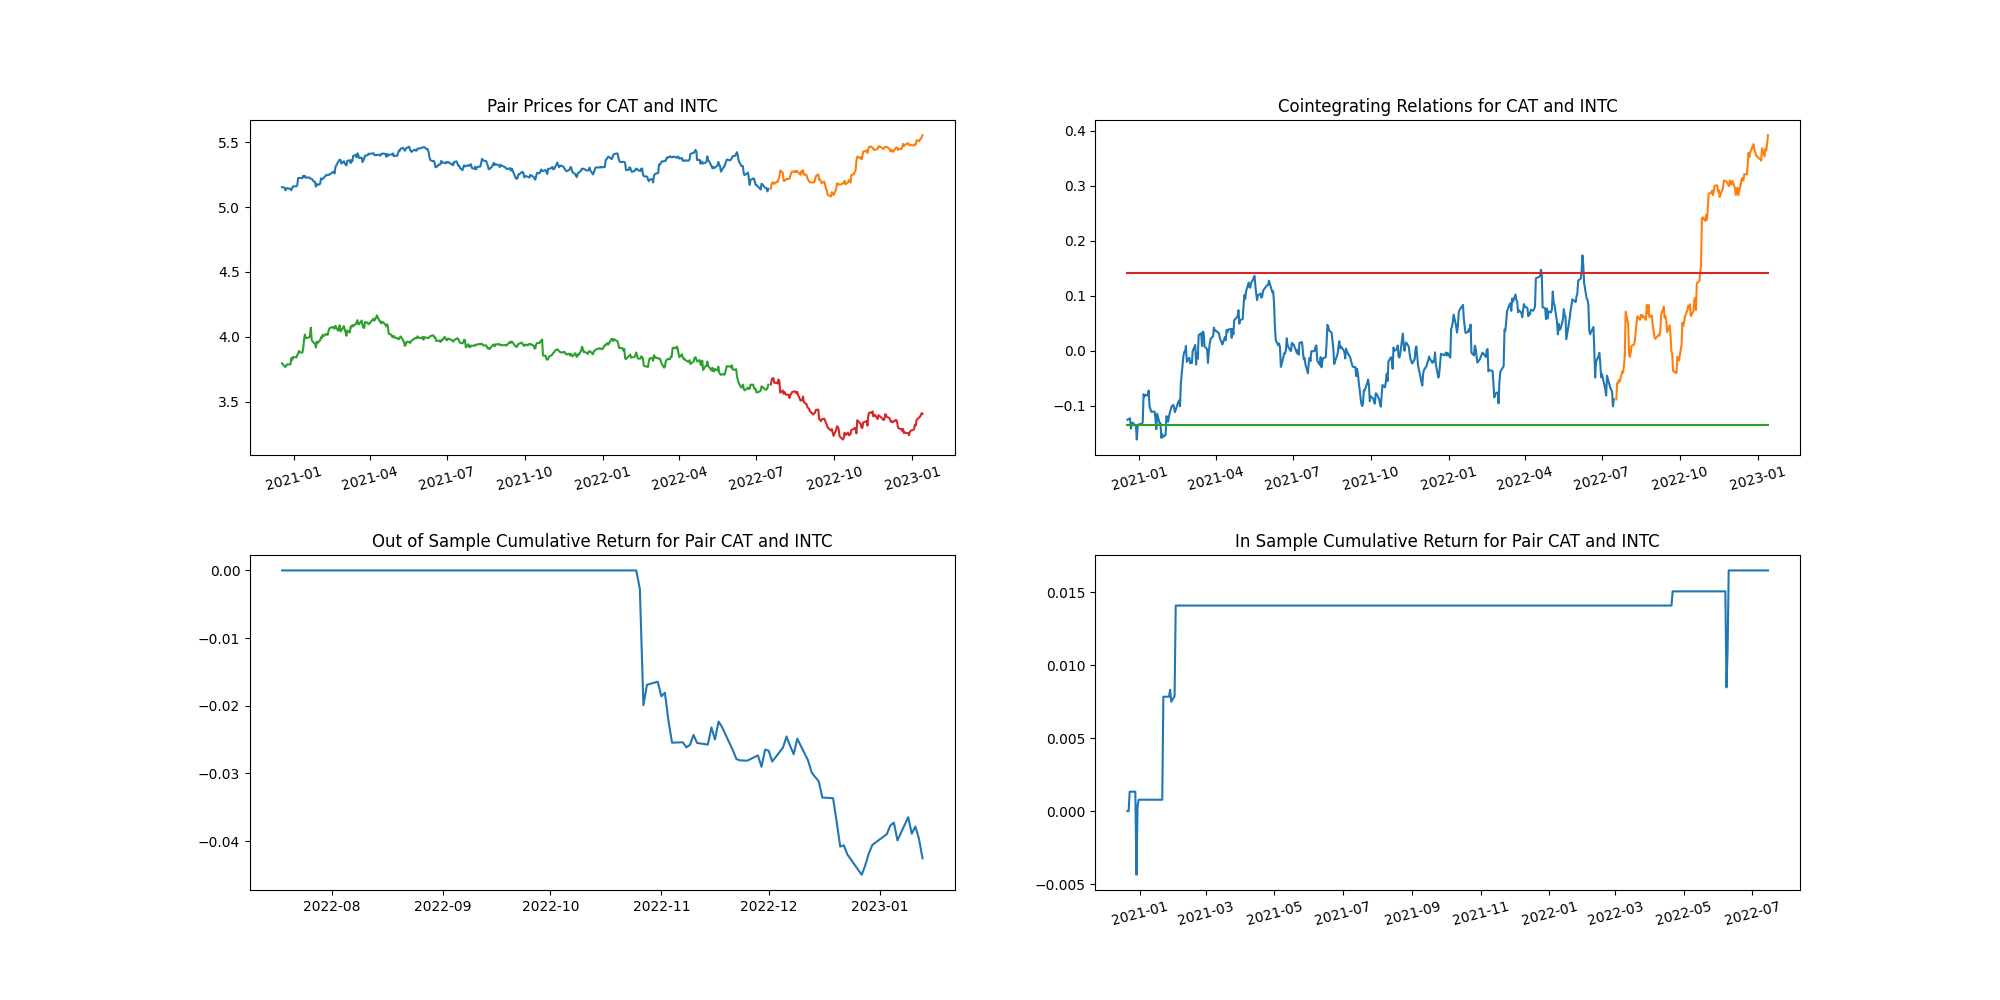 Pair Prices for CAT and INTC
5.5
5.0
4.5
4.0
3.5
2021-01 2021-04 2021-07 2021-10 2022-01 2022-04 2022-07 2022-10 2023-01
Cointegrating Relations for CAT and INTC
0.4
0.3
0.2
0.1
0.0
−0.1
2021-01 2021-04 2021-07 2021-10 2022-01 2022-04 2022-07 2022-10 2023-01
Out of Sample Cumulative Return for Pair CAT and INTC
0.00
−0.01
−0.02
−0.03
−0.04
2022-08 2022-09 2022-10 2022-11 2022-12 2023-01
In Sample Cumulative Return for Pair CAT and INTC
0.015
0.010
0.005
0.000
−0.005
2021-01 2021-03 2021-05 2021-07 2021-09 2021-11 2022-01 2022-03 2022-05 2022-07